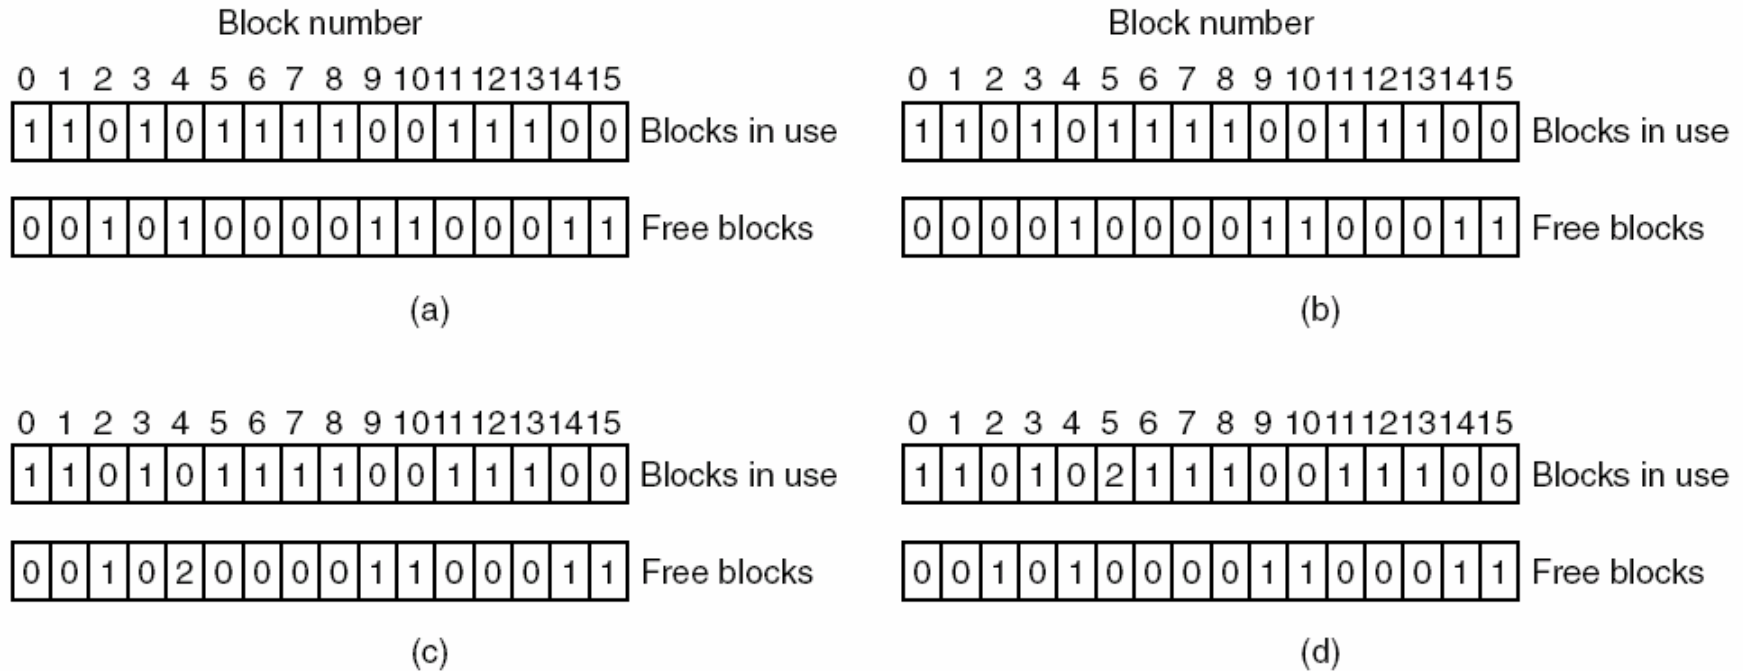 Block number
0 1 2 3 4 5 6 7 8 9 10 11 12 13 14 15
1 1 0 1 0 1 1 1 1 0 0 1 1 1 0 0 Blocks in use
0 0 1 0 1 0 0 0 0 1 1 0 0 0 1 1 Free blocks
(a)
Block number
0 1 2 3 4 5 6 7 8 9 10 11 12 13 14 15
1 1 0 1 0 1 1 1 1 0 0 1 1 1 0 0 Blocks in use
0 0 0 0 1 0 0 0 0 1 1 0 0 0 1 1 Free blocks
(b)
0 1 2 3 4 5 6 7 8 9 10 11 12 13 14 15
1 1 0 1 0 1 1 1 1 0 0 1 1 1 0 0 Blocks in use
0 0 1 0 2 0 0 0 0 1 1 0 0 0 1 1 Free blocks
(c)
0 1 2 3 4 5 6 7 8 9 10 11 12 13 14 15
1 1 0 1 0 2 1 1 1 0 0 1 1 1 0 0 Blocks in use
0 0 1 0 1 0 0 0 0 1 1 0 0 0 1 1 Free blocks
(d)